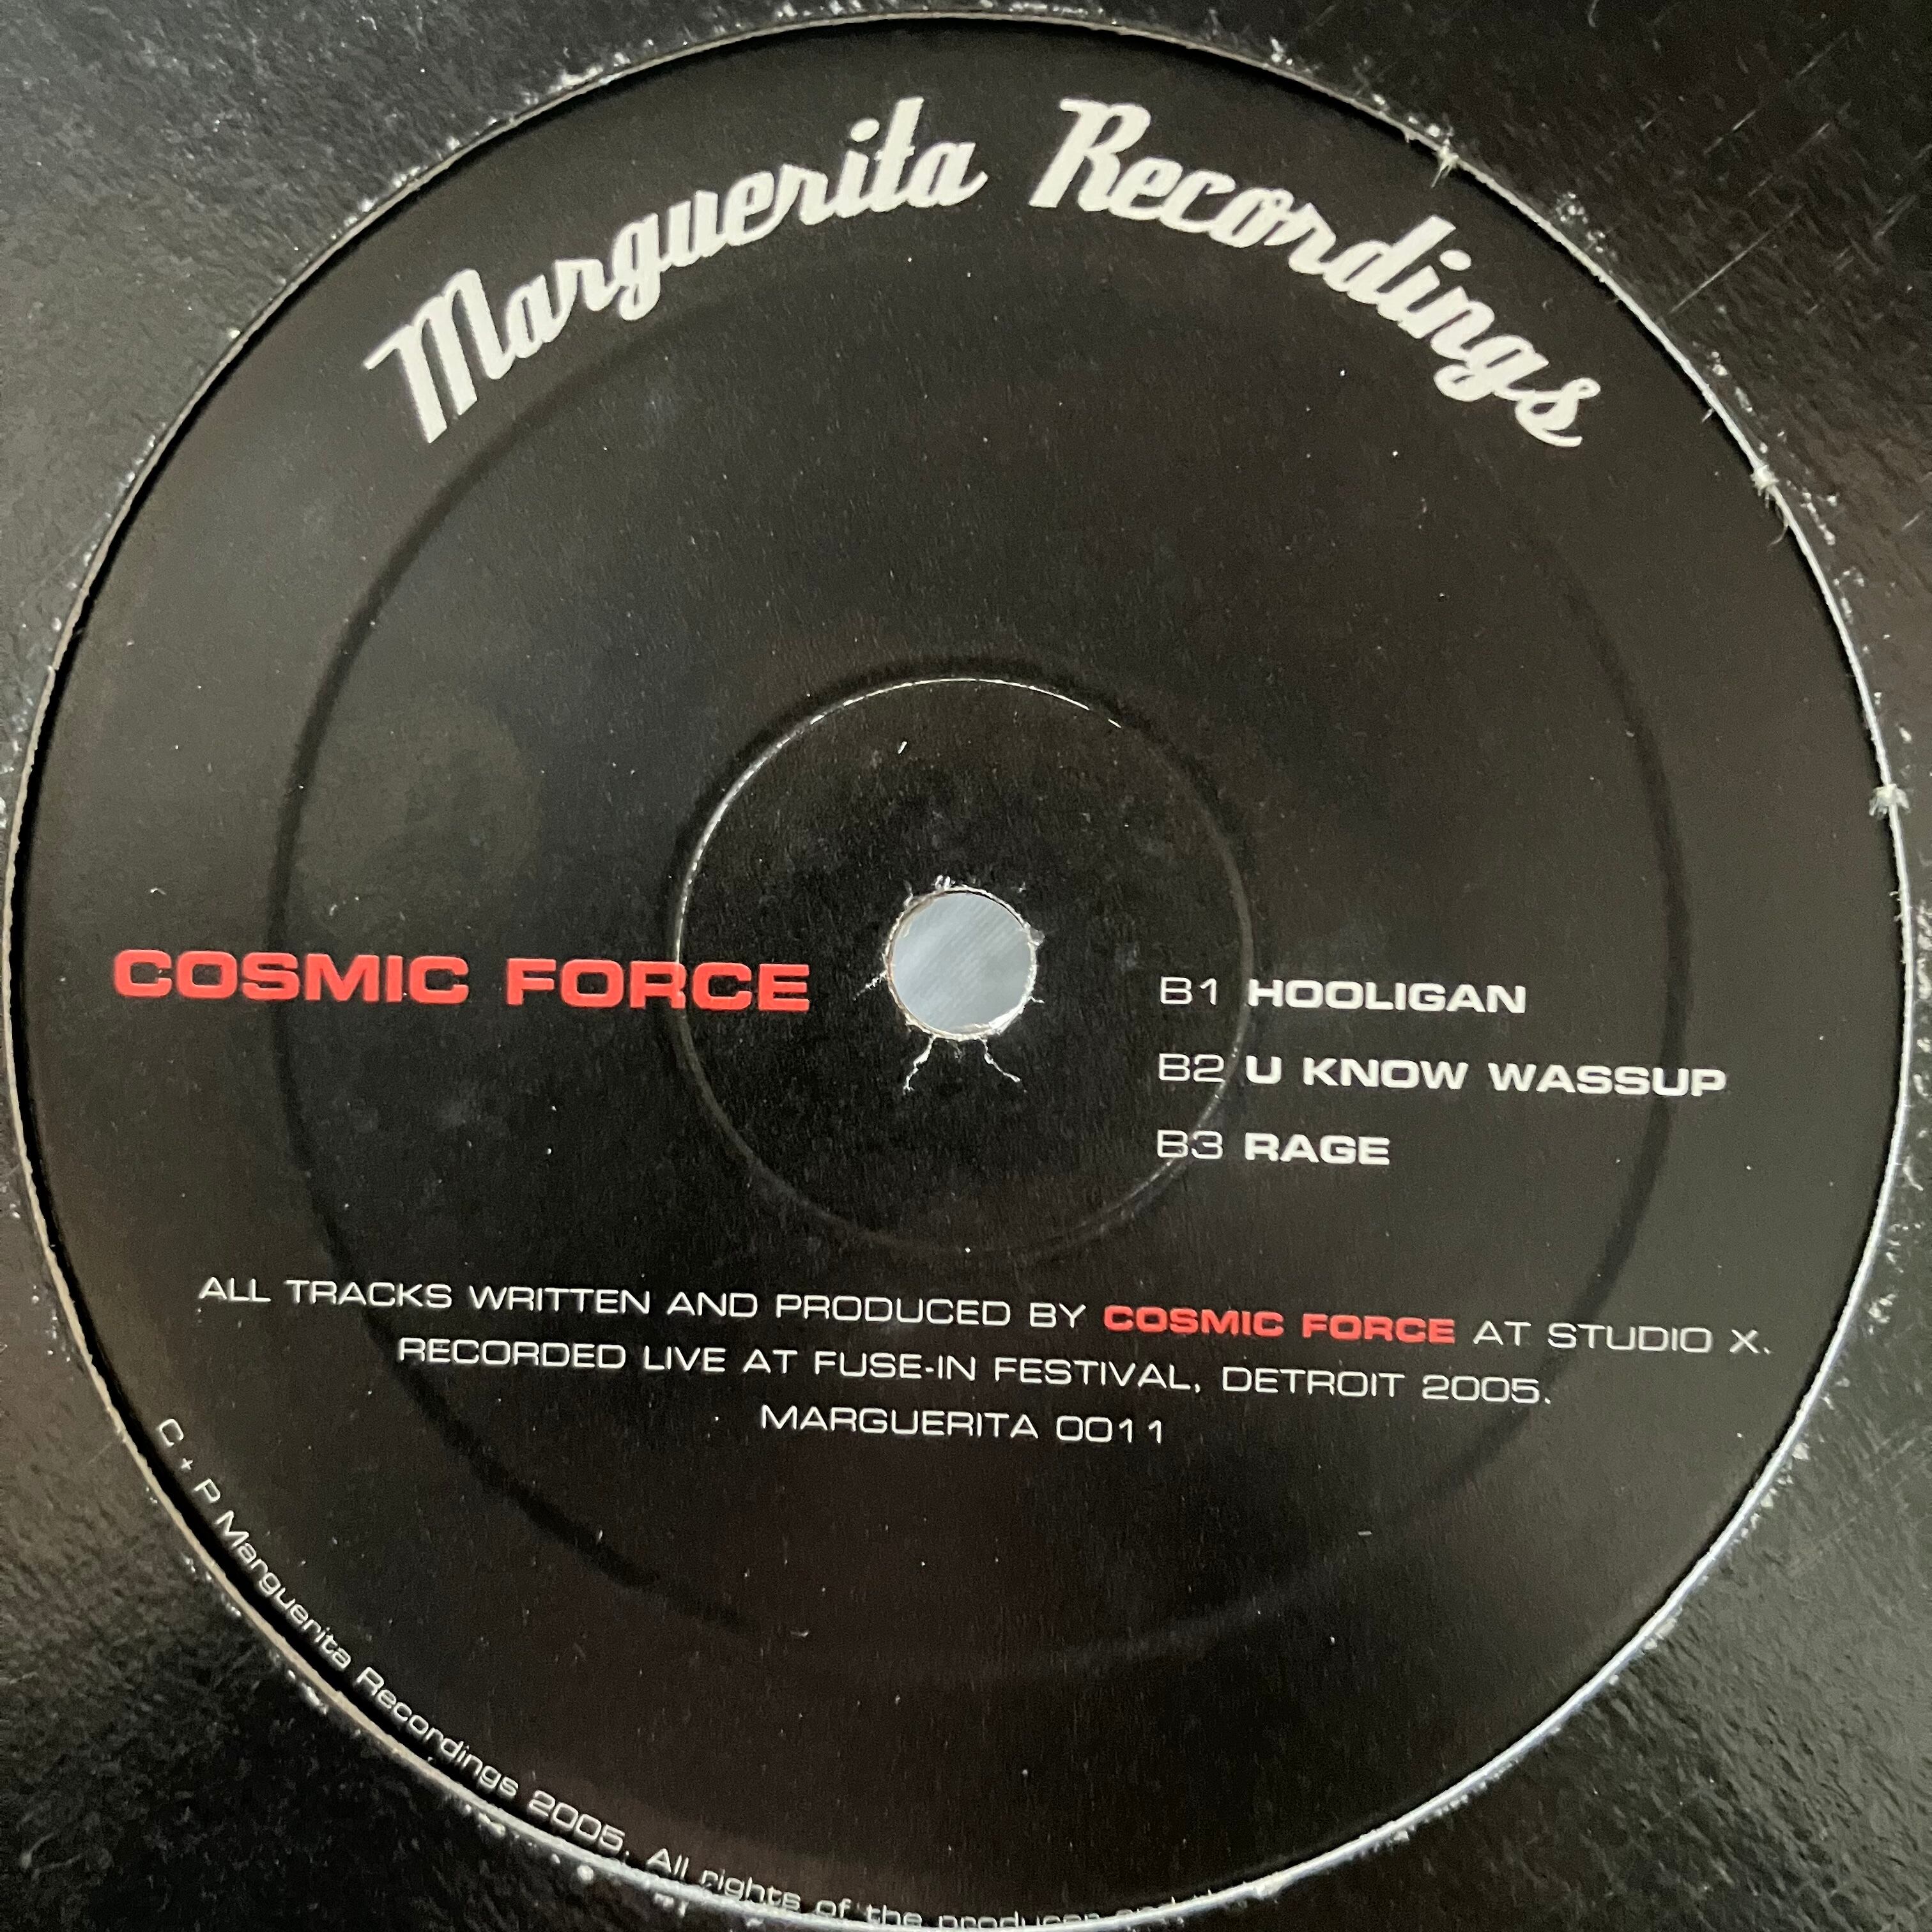 Marguerita Recordings
COSMIC FORCE
B1 HOOLIGAN
B2 U KNOW WASSUP
B3 RAGE
ALL TRACKS WRITTEN AND PRODUCED BY COSMIC FORCE AT STUDIO X.
RECORDED LIVE AT FUSE-IN FESTIVAL, DETROIT 2005.
MARGUERITA 0011
C + P Marguerita Recordings 2005. All rights of the producer